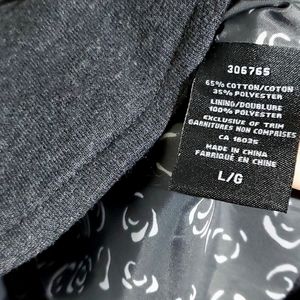 306765
65% COTTON/COTON
35% POLYESTER
LINING/DOUBLURE
100% POLYESTER
EXCLUSIVE OF TRIM
GARNITURES NON COMPRISES
CA 16035
MADE IN CHINA
FABRIQUÉ EN CHINE
L/G